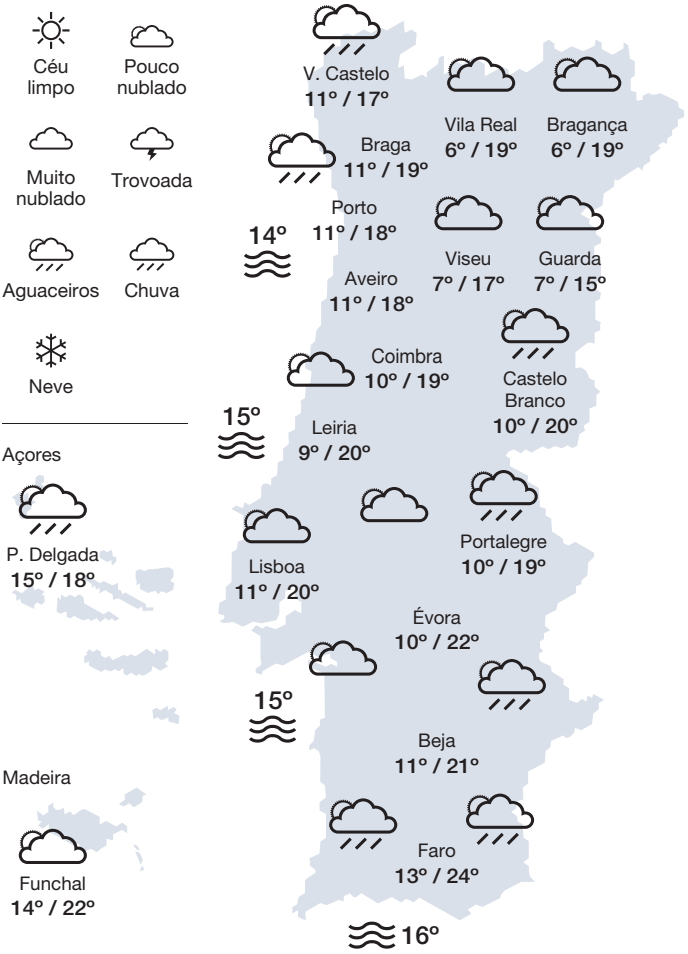 Céu
limpo
Pouco
nublado
Muito
nublado
Trovoada
Aguaceiros
Chuva
Neve
Açores
P. Delgada
15º / 18º
Madeira
Funchal
14º / 22º
V. Castelo
11º / 17º
Vila Real
6º / 19º
Bragança
6º / 19º
Braga
11º / 19º
Porto
11º / 18º
14º
Viseu
7º / 17º
Guarda
7º / 15º
Aveiro
11º / 18º
Coimbra
10º / 19º
Castelo
Branco
10º / 20º
15º
Leiria
9º / 20º
Lisboa
11º / 20º
Portalegre
10º / 19º
Évora
10º / 22º
15º
Beja
11º / 21º
Faro
13º / 24º
16º